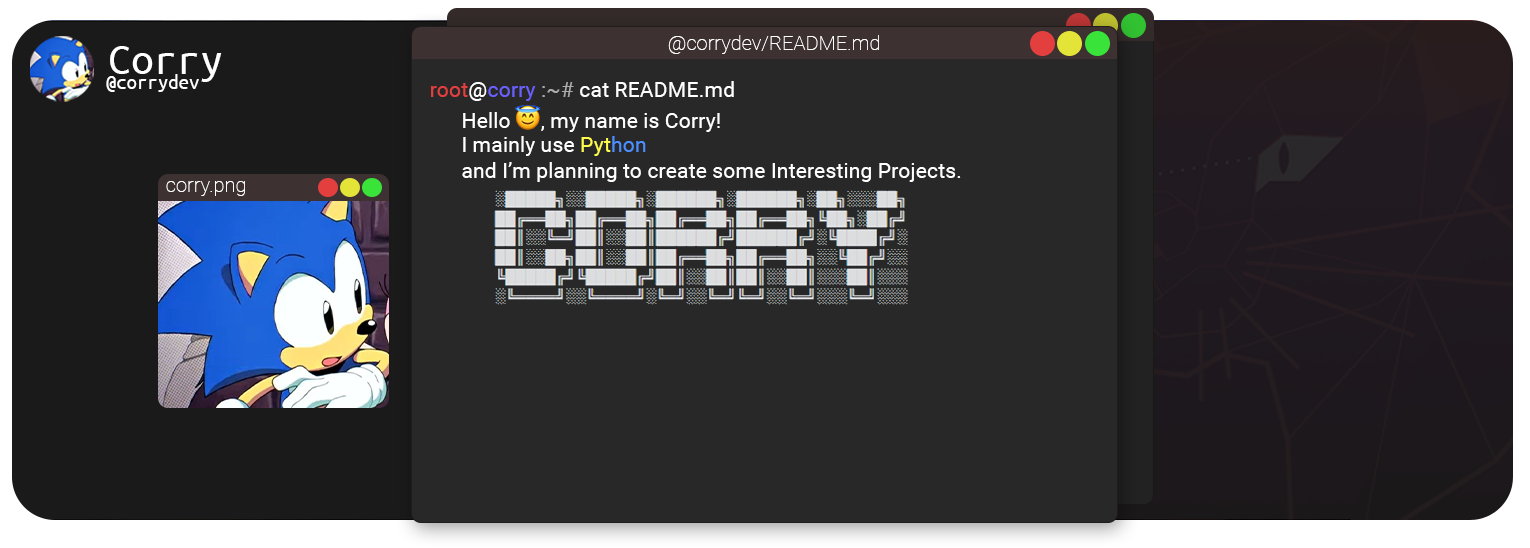 Corry
@corrydev
@corrydev/README.md
corry.png
root@corry :~# cat README.md
Hello 😇, my name is Corry!
I mainly use Python
and I’m planning to create some Interesting Projects.
CORRY